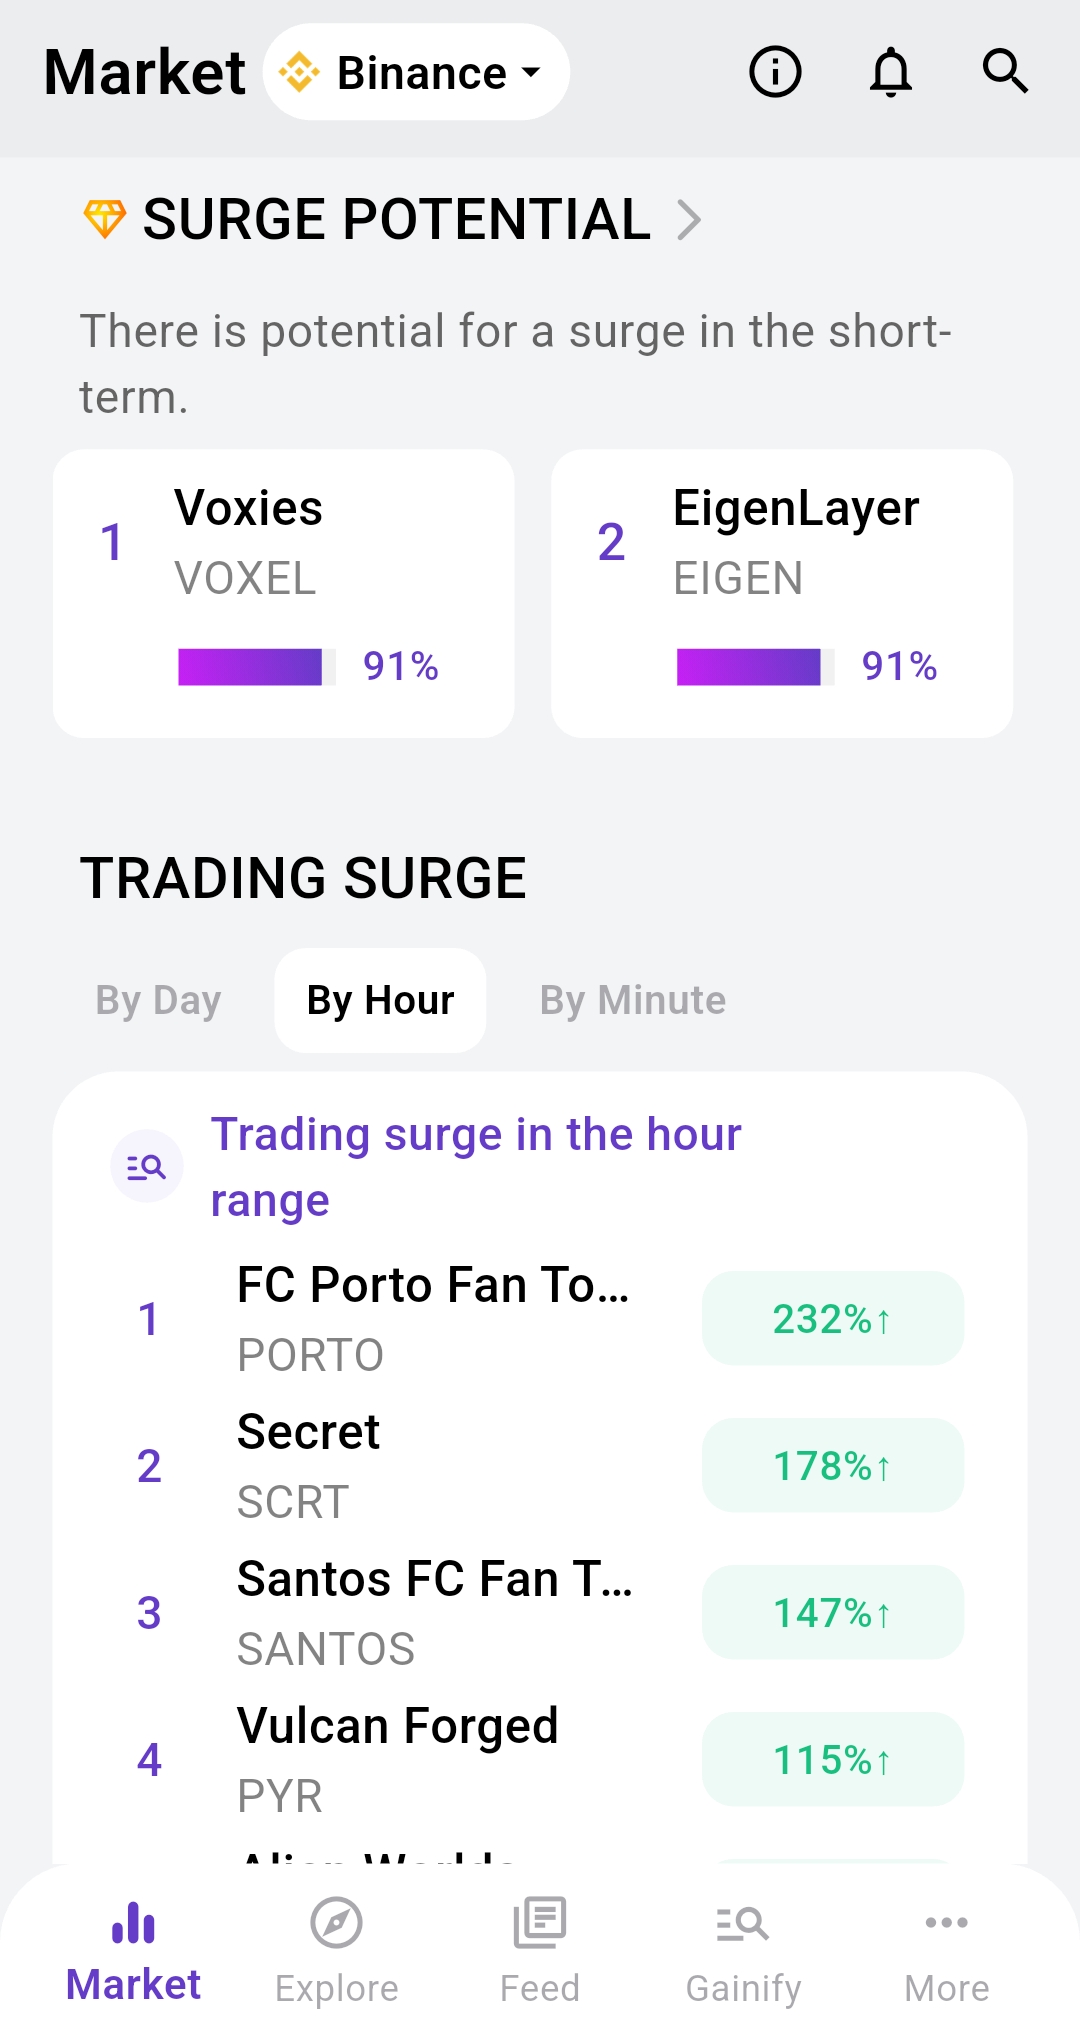 Market
Binance
SURGE POTENTIAL
There is potential for a surge in the short-
term.
1
Voxies
VOXEL
91%
2
EigenLayer
EIGEN
91%
TRADING SURGE
By Day
By Hour
By Minute
Trading surge in the hour
range
1
FC Porto Fan To...
PORTO
232%↑
2
Secret
SCRT
178%↑
3
Santos FC Fan T...
SANTOS
147%↑
4
Vulcan Forged
PYR
115%↑
Alien Worlds
Market
Explore
Feed
Gainify
More